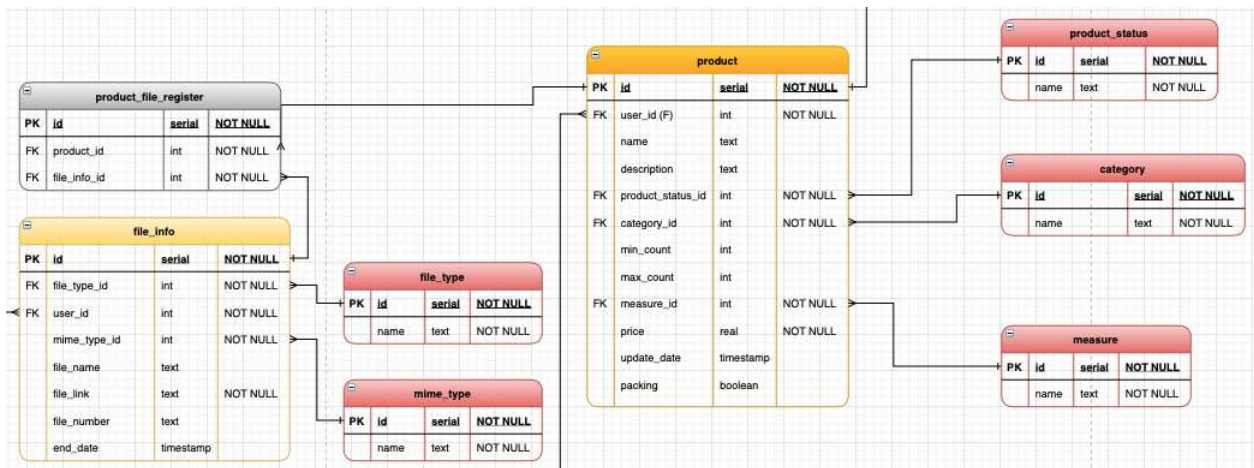 product_file_register
PK id serial NOT NULL
FK product_id int NOT NULL
FK file_info_id int NOT NULL
file_info
PK id serial NOT NULL
FK file_type_id int NOT NULL
FK user_id int NOT NULL
mime_type_id int NOT NULL
file_name text
file_link text NOT NULL
file_number text
end_date timestamp
file_type
PK id serial NOT NULL
name text NOT NULL
mime_type
PK id serial NOT NULL
name text NOT NULL
product
PK id serial NOT NULL
FK user_id (F) int NOT NULL
name text
description text
FK product_status_id int NOT NULL
FK category_id int NOT NULL
min_count int
max_count int
FK measure_id int NOT NULL
price real NOT NULL
update_date timestamp
packing boolean
product_status
PK id serial NOT NULL
name text NOT NULL
category
PK id serial NOT NULL
name text NOT NULL
measure
PK id serial NOT NULL
name text NOT NULL